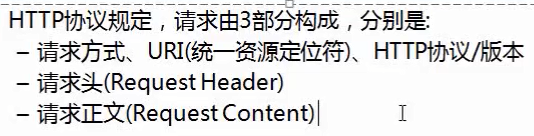 HTTP协议规定，请求由3部分构成，分别是:
– 请求方式、URI(统一资源定位符)、HTTP协议/版本
– 请求头(Request Header)
– 请求正文(Request Content)